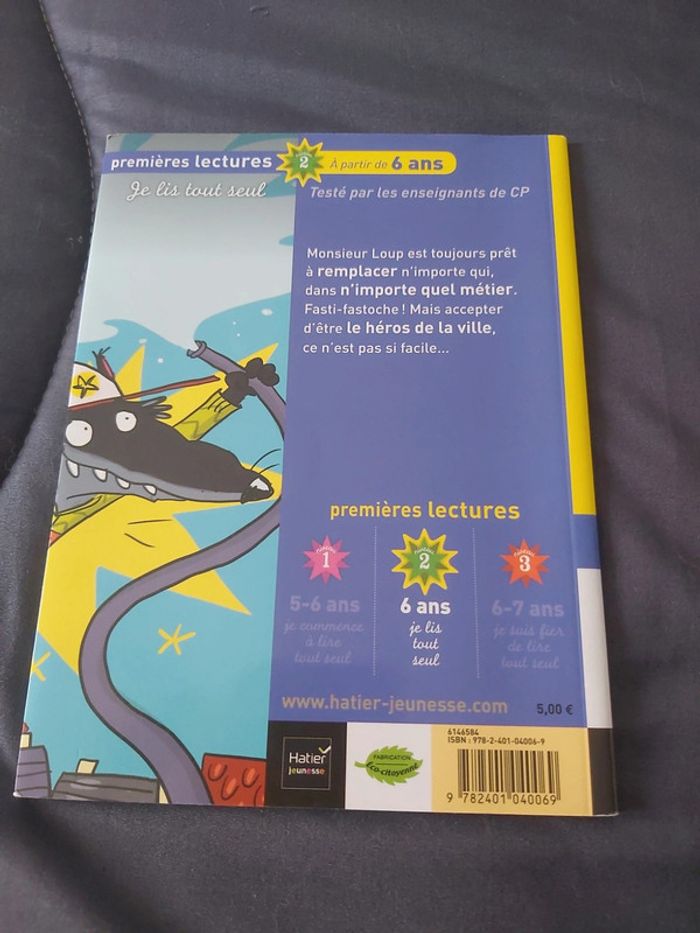 premières lectures
niveau
2
À partir de 6 ans
Je lis tout seul
Testé par les enseignants de CP
Monsieur Loup est toujours prêt
à remplacer n'importe qui,
dans n'importe quel métier.
Fasti-fastoche ! Mais accepter
d'être le héros de la ville,
ce n'est pas si facile...
premières lectures
niveau
1
5-6 ans
je commence
à lire
tout seul
niveau
2
6 ans
je lis
tout
seul
niveau
3
6-7 ans
je suis fier
de lire
tout seul
www.hatier-jeunesse.com
5,00 €
Hatier
jeunesse
FABRICATION
éco-citoyenne
6146584
ISBN : 978-2-401-04006-9
9 782401 040069